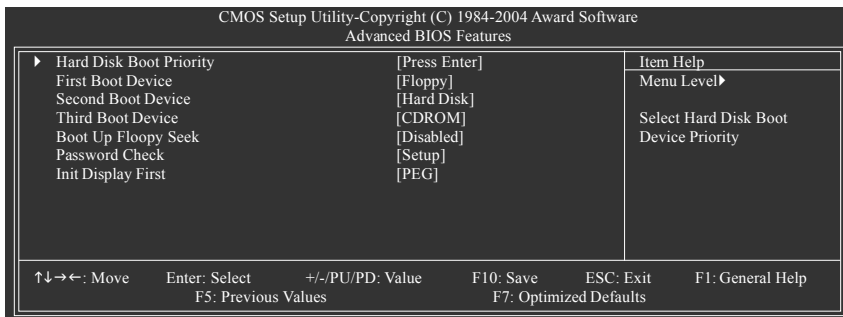 CMOS Setup Utility-Copyright (C) 1984-2004 Award Software
Advanced BIOS Features
▶ Hard Disk Boot Priority [Press Enter] Item Help
First Boot Device [Floppy] Menu Level▶
Second Boot Device [Hard Disk]
Third Boot Device [CDROM] Select Hard Disk Boot
Boot Up Floopy Seek [Disabled] Device Priority
Password Check [Setup]
Init Display First [PEG]
↑↓→←: Move Enter: Select +/-/PU/PD: Value F10: Save ESC: Exit F1: General Help
F5: Previous Values F7: Optimized Defaults